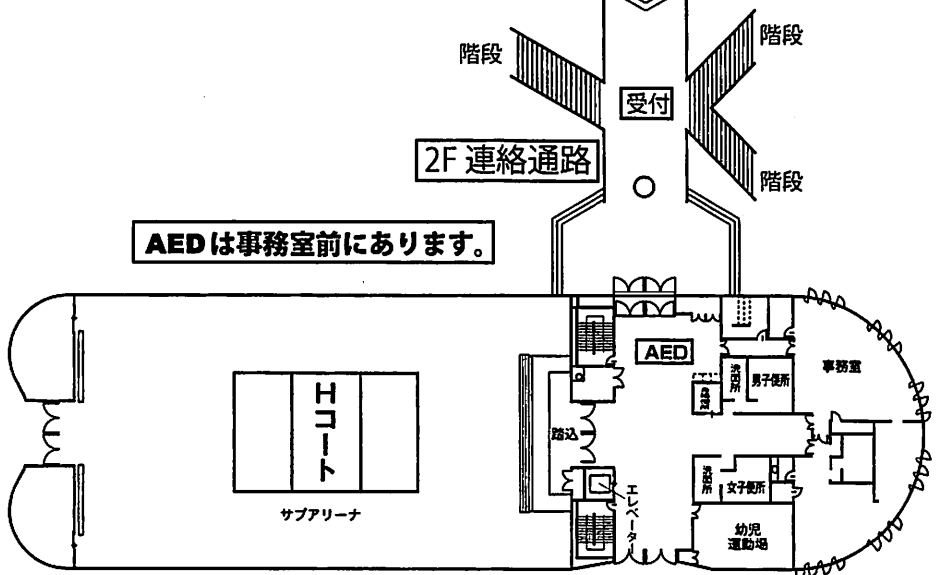 階段
階段
受付
2F 連絡通路
階段
AEDは事務室前にあります。
AED
事務室
洗面所
男子便所
エコート
踏込
洗面所
女子便所
エレベーター
サブアリーナ
幼児
運動場